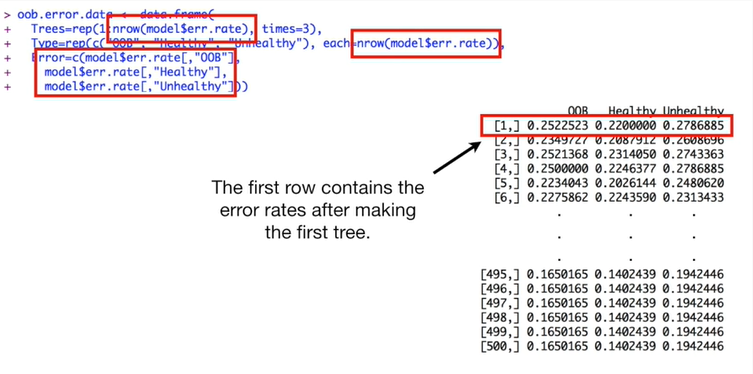 > oob.error.data <- data.frame(
+   Trees=rep(1:nrow(model$err.rate), times=3),
+   Type=rep(c("OOB", "Healthy", "Unhealthy"), each=nrow(model$err.rate)),
+   Error=c(model$err.rate[,"OOB"],
+     model$err.rate[,"Healthy"],
+     model$err.rate[,"Unhealthy"]))
OOB Healthy Unhealthy
[1,] 0.2522523 0.2200000 0.2786885
[2,] 0.2349727 0.2087912 0.2608696
[3,] 0.2521368 0.2314050 0.2743363
[4,] 0.2500000 0.2246377 0.2786885
[5,] 0.2234043 0.2026144 0.2480620
[6,] 0.2275862 0.2243590 0.2313433
. . .
. . .
. . .
[495,] 0.1650165 0.1402439 0.1942446
[496,] 0.1650165 0.1402439 0.1942446
[497,] 0.1650165 0.1402439 0.1942446
[498,] 0.1650165 0.1402439 0.1942446
[499,] 0.1650165 0.1402439 0.1942446
[500,] 0.1650165 0.1402439 0.1942446
The first row contains the
error rates after making
the first tree.